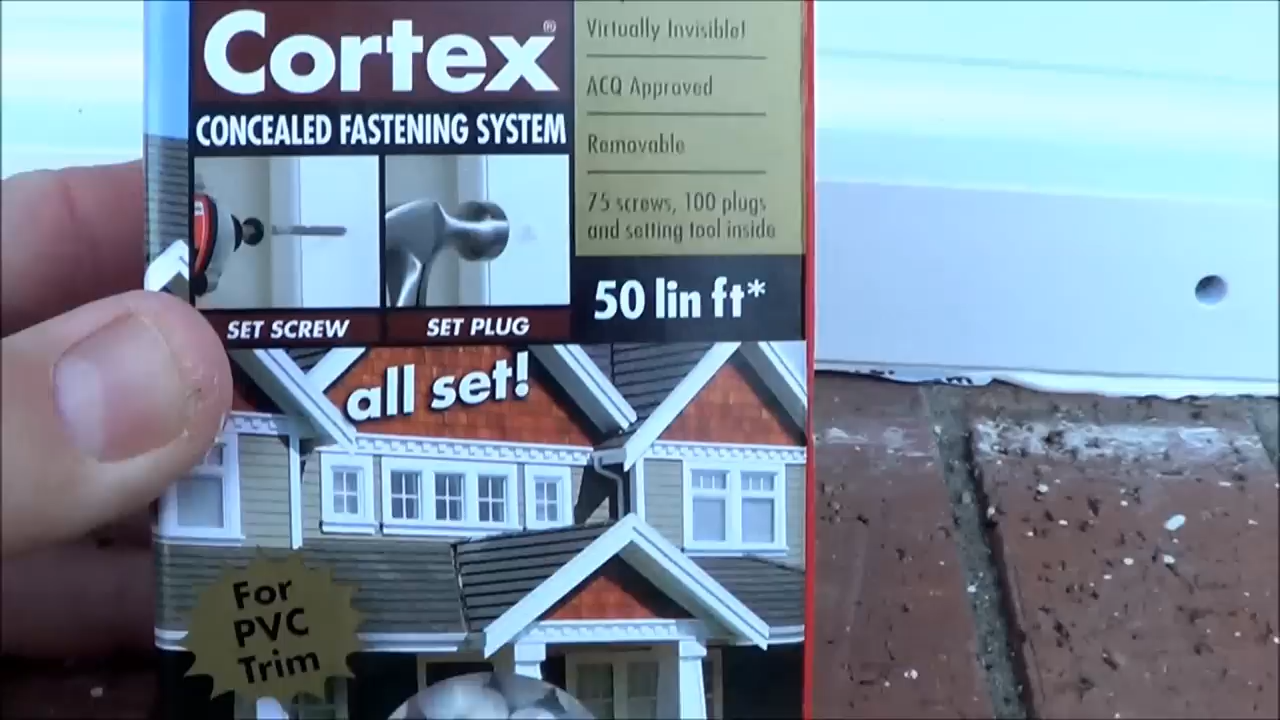 Cortex®
CONCEALED FASTENING SYSTEM
SET SCREW
SET PLUG
Virtually Invisible!
ACQ Approved
Removable
75 screws, 100 plugs
and setting tool inside
50 lin ft*
all set!
For
PVC
Trim